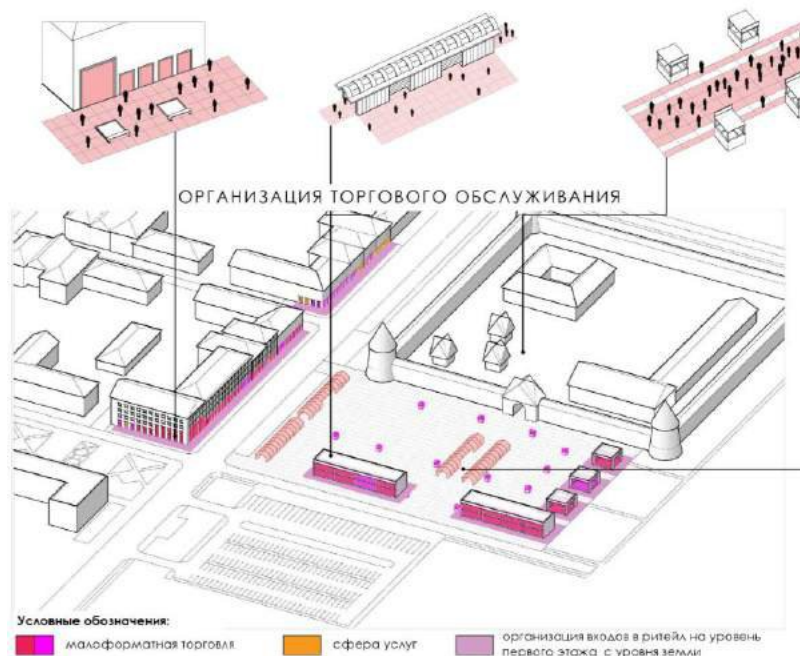 ОРГАНИЗАЦИЯ ТОРГОВОГО ОБСЛУЖИВАНИЯ
Условные обозначения:
малоформатная торговля
сфера услуг
организация входов в ритейл на уровень
первого этажа с уровня земли